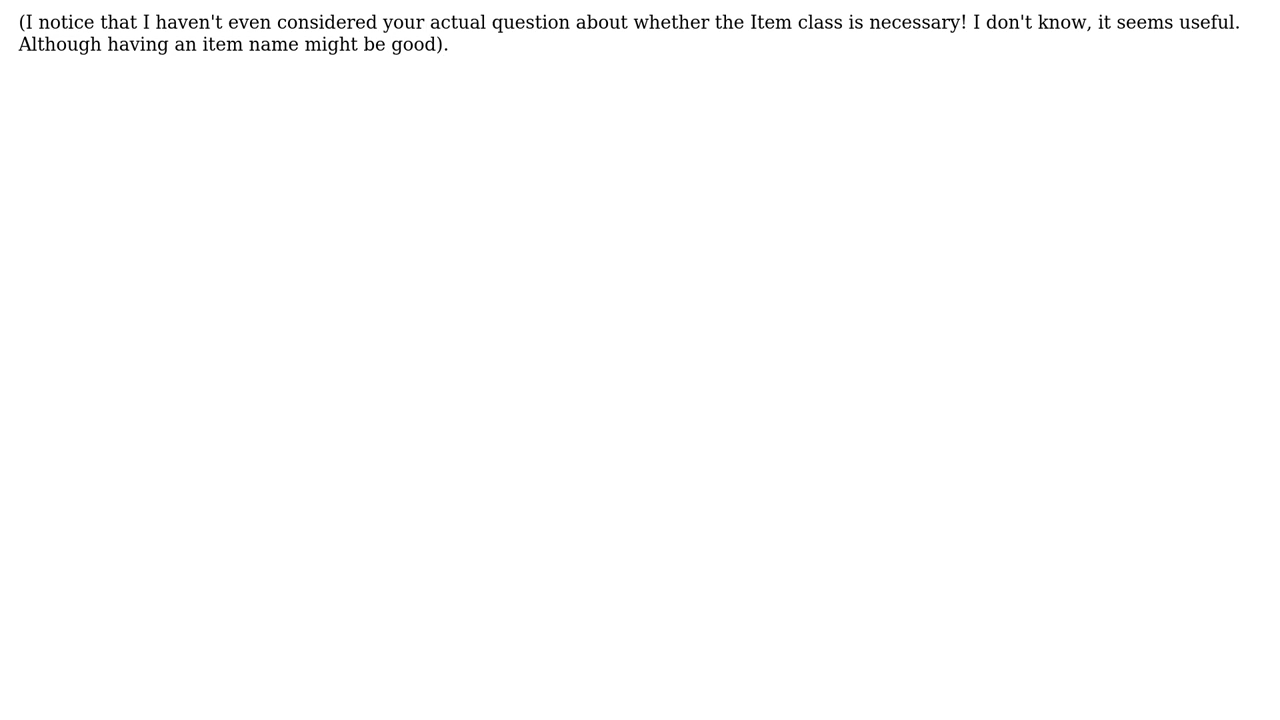 (I notice that I haven't even considered your actual question about whether the Item class is necessary! I don't know, it seems useful.
Although having an item name might be good).